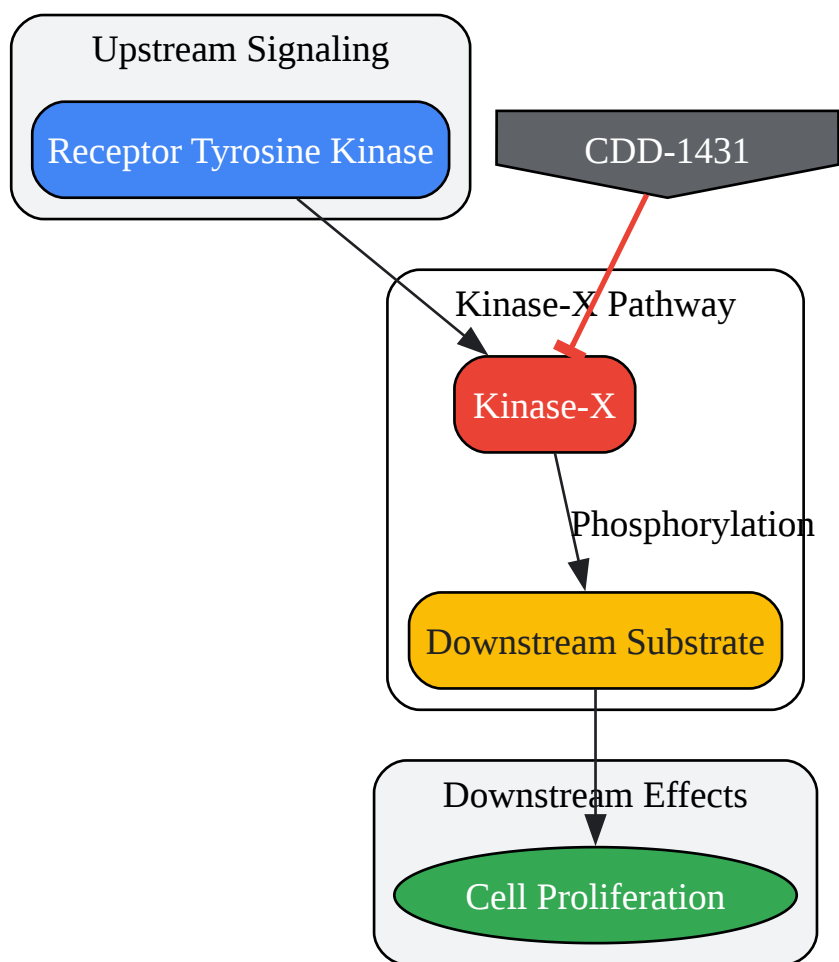 Upstream Signaling
Receptor Tyrosine Kinase
CDD-1431
Kinase-X Pathway
Kinase-X
Phosphorylation
Downstream Substrate
Downstream Effects
Cell Proliferation